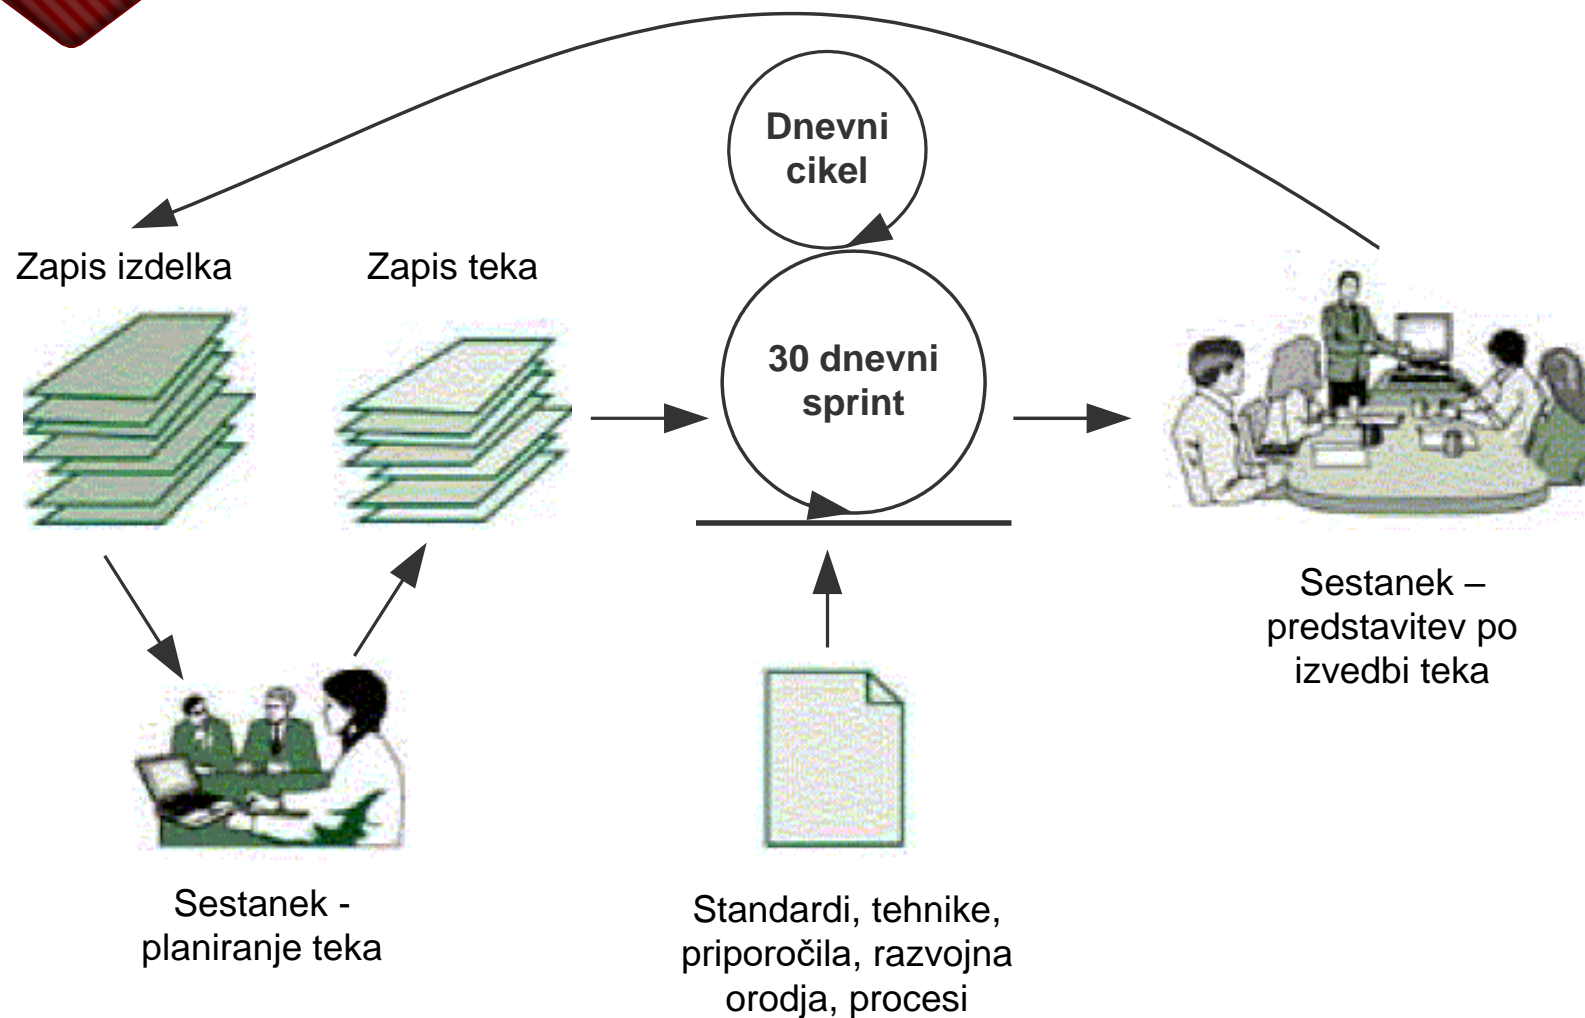 Dnevni
cikel
Zapis izdelka
Zapis teka
30 dnevni
sprint
Sestanek –
predstavitev po
izvedbi teka
Sestanek -
planiranje teka
Standardi, tehnike,
priporočila, razvojna
orodja, procesi